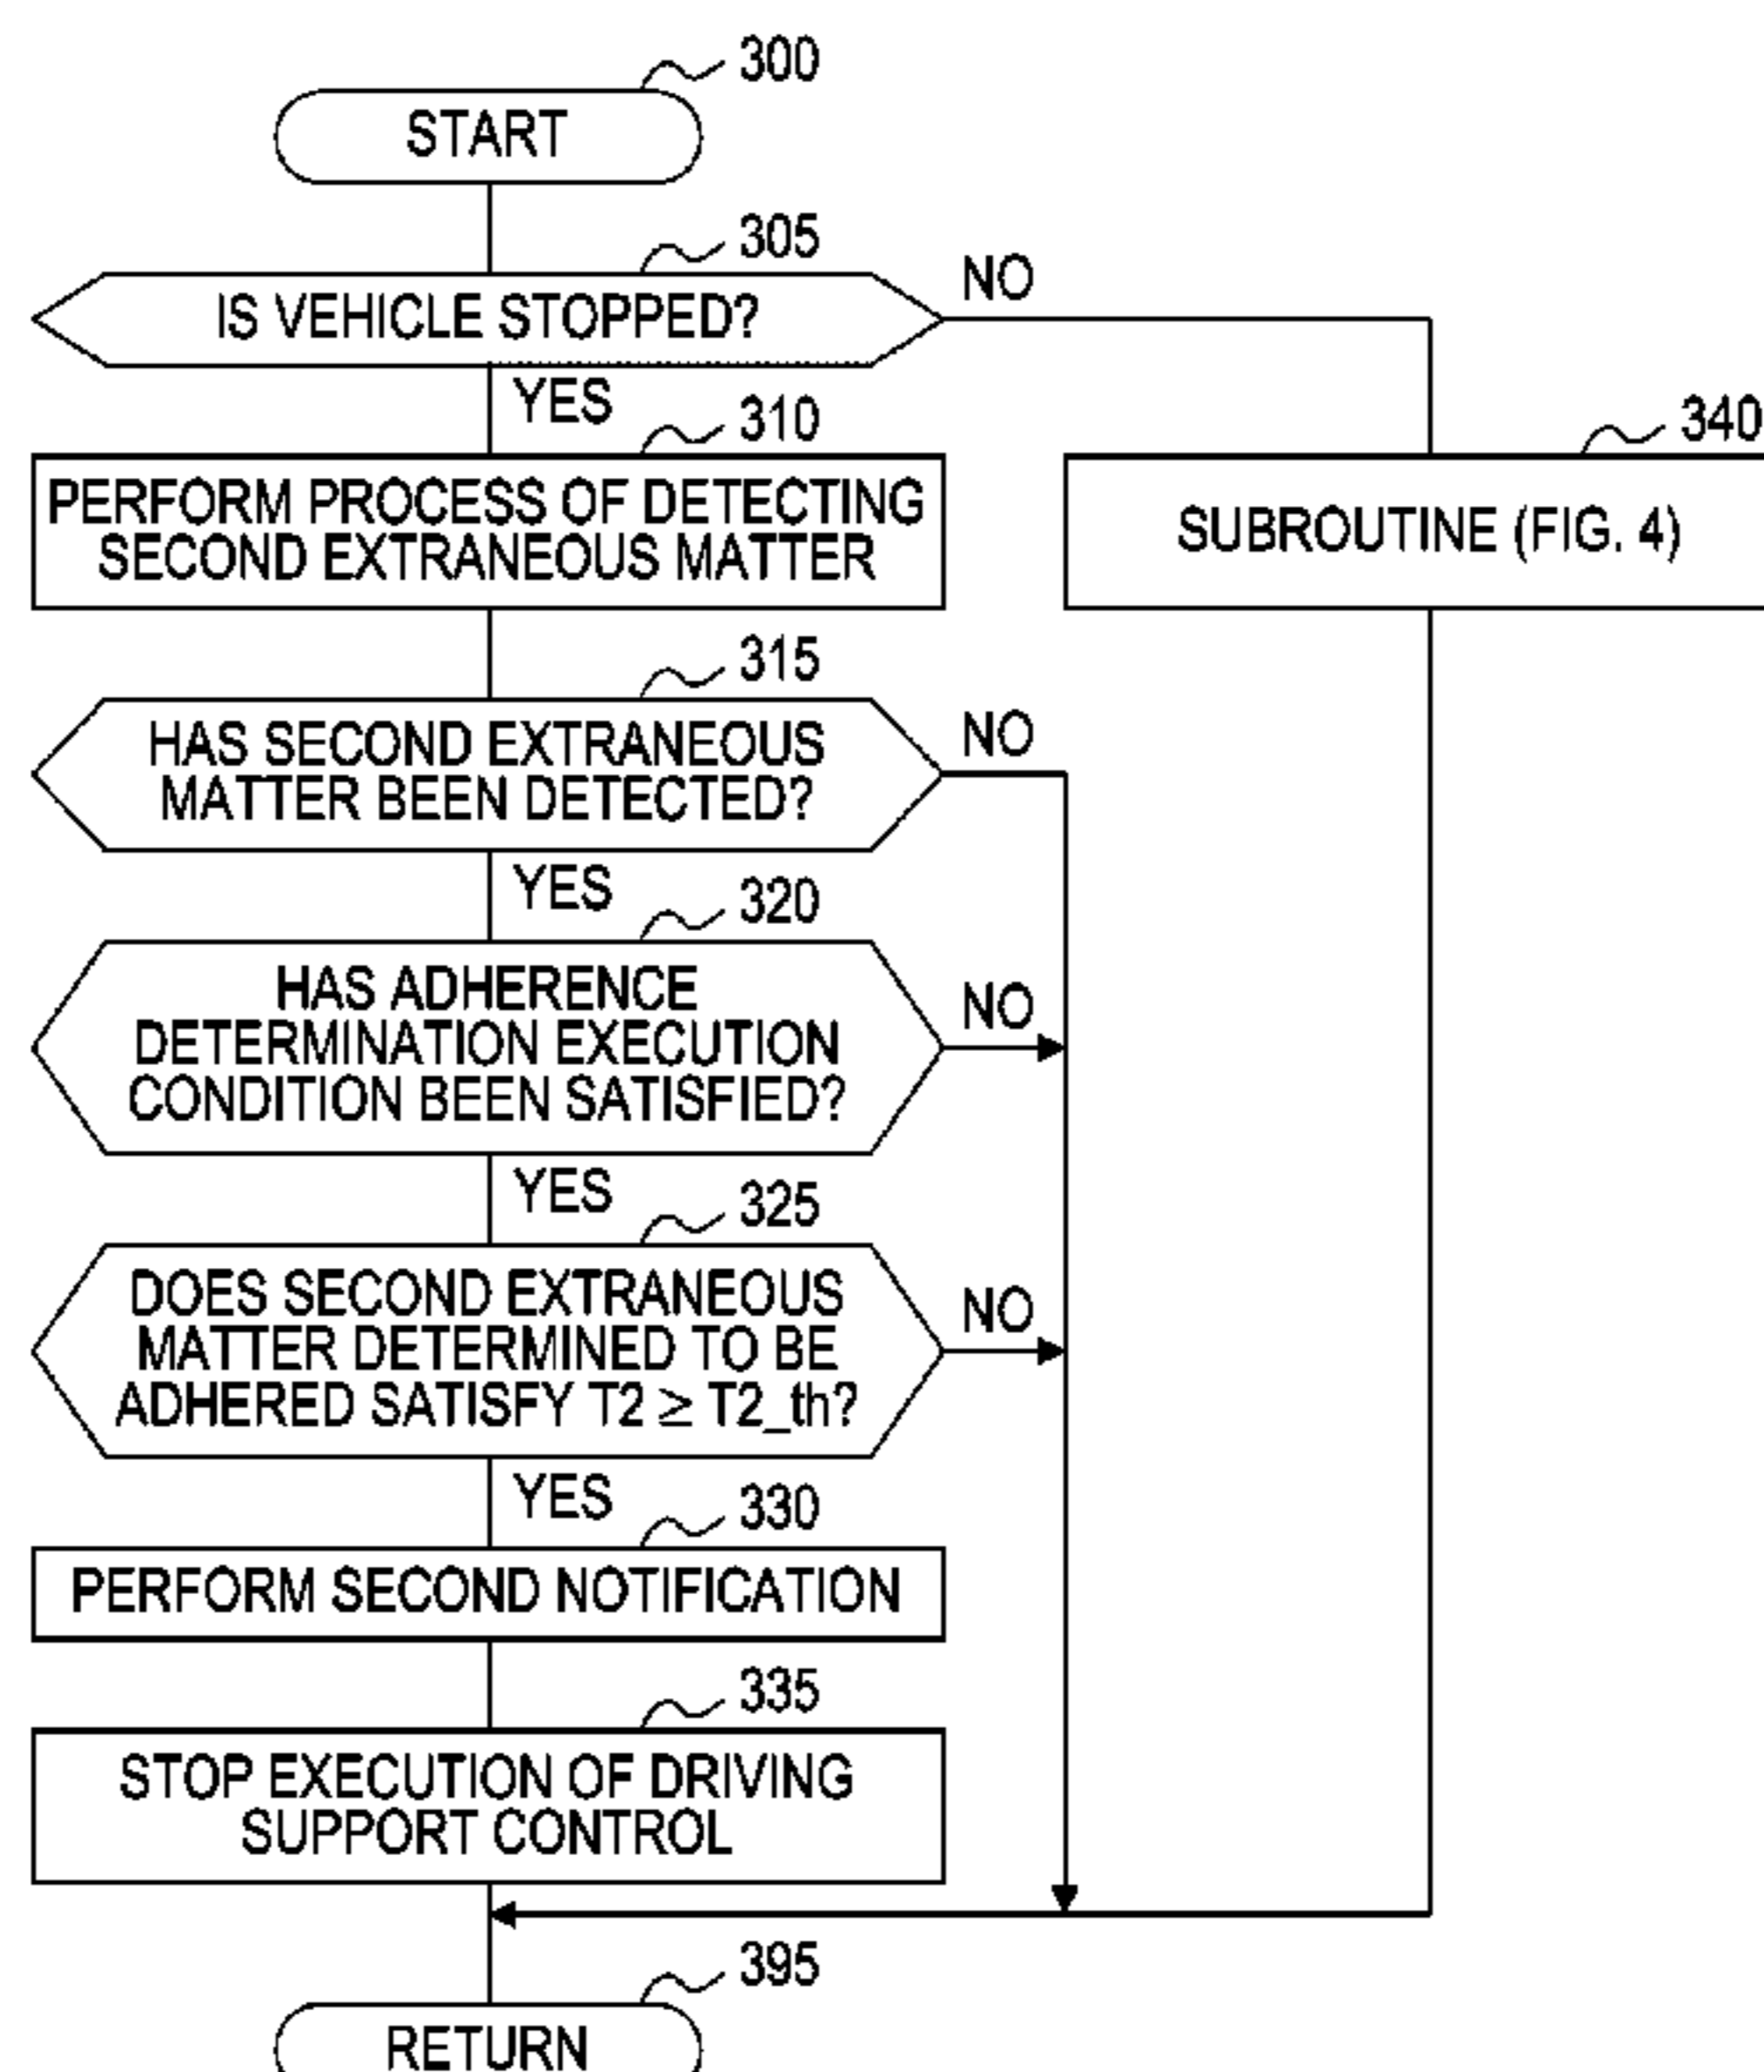 300
START
305
IS VEHICLE STOPPED?
NO
YES
310
PERFORM PROCESS OF DETECTING
SECOND EXTRANEOUS MATTER
340
SUBROUTINE (FIG. 4)
315
HAS SECOND EXTRANEOUS
MATTER BEEN DETECTED?
NO
YES
320
HAS ADHERENCE
DETERMINATION EXECUTION
CONDITION BEEN SATISFIED?
NO
YES
325
DOES SECOND EXTRANEOUS
MATTER DETERMINED TO BE
ADHERED SATISFY T2 ≥ T2_th?
NO
YES
330
PERFORM SECOND NOTIFICATION
335
STOP EXECUTION OF DRIVING
SUPPORT CONTROL
395
RETURN